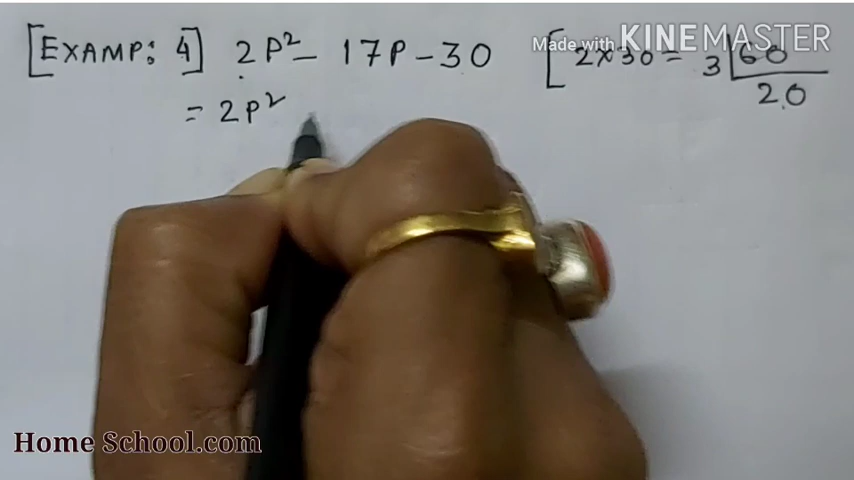 [EXAMP: 4] 2P² - 17P - 30 [2×30 = 3|60
20
= 2P²
Made with KINEMASTER
Home School.com